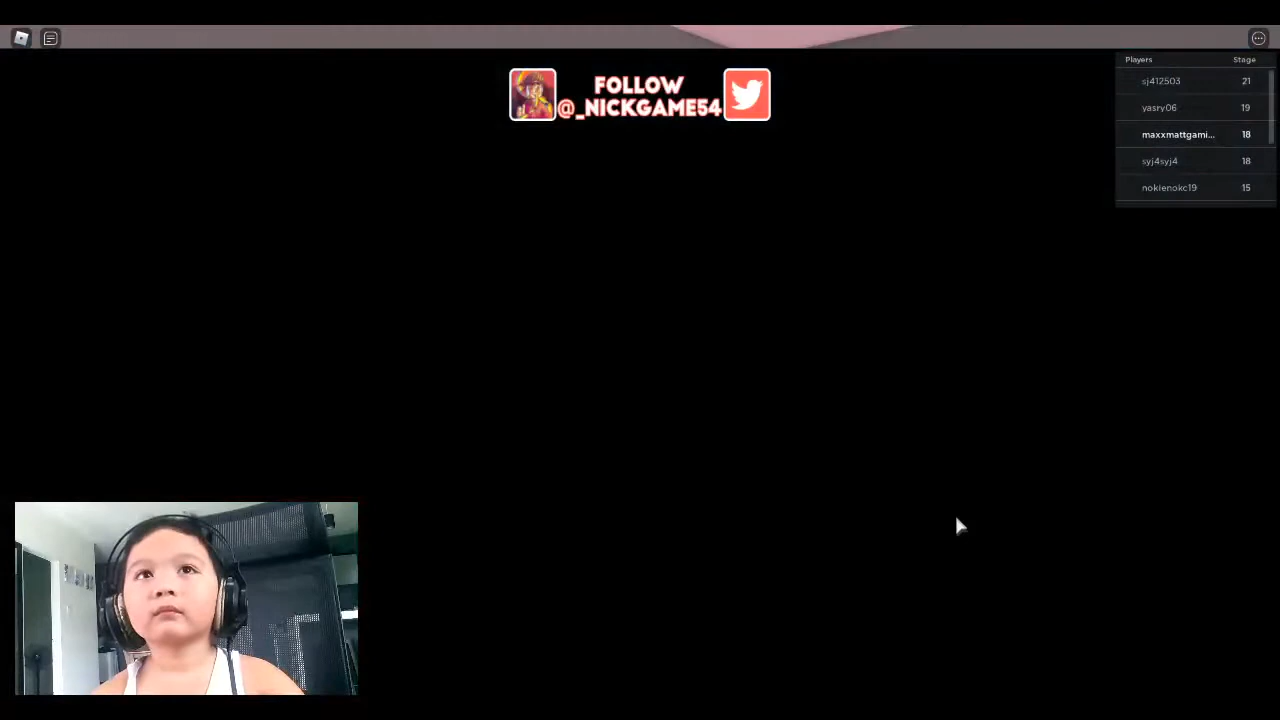 Players Stage
FOLLOW
@_NICKGAME54
sj412503 21
yasry06 19
maxxmattgami... 18
syj4syj4 18
nokienokc19 15